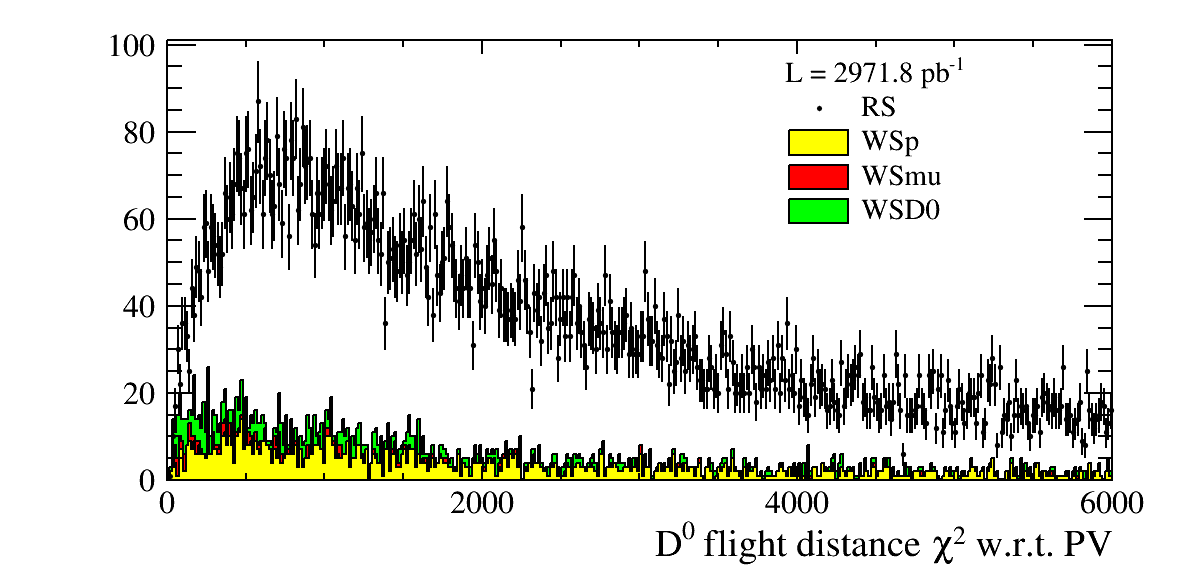 100
80
60
40
20
0
L = 2971.8 pb⁻¹
RS
WSp
WSmu
WSD0
0 2000 4000 6000
D⁰ flight distance χ² w.r.t. PV